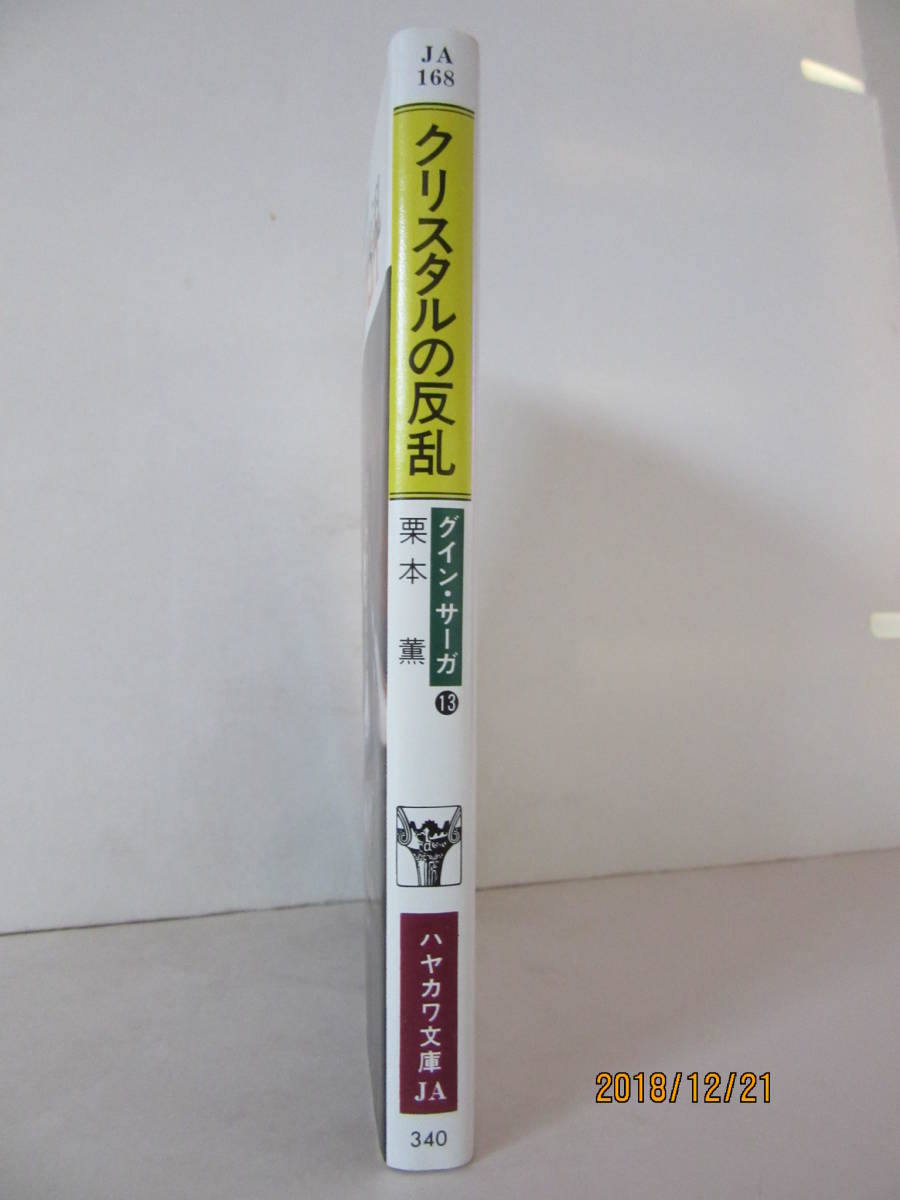 JA
168
クリスタルの反乱
グイン・サーガ
⓭
栗本 薫
ハヤカワ文庫
JA
340
2018/12/21